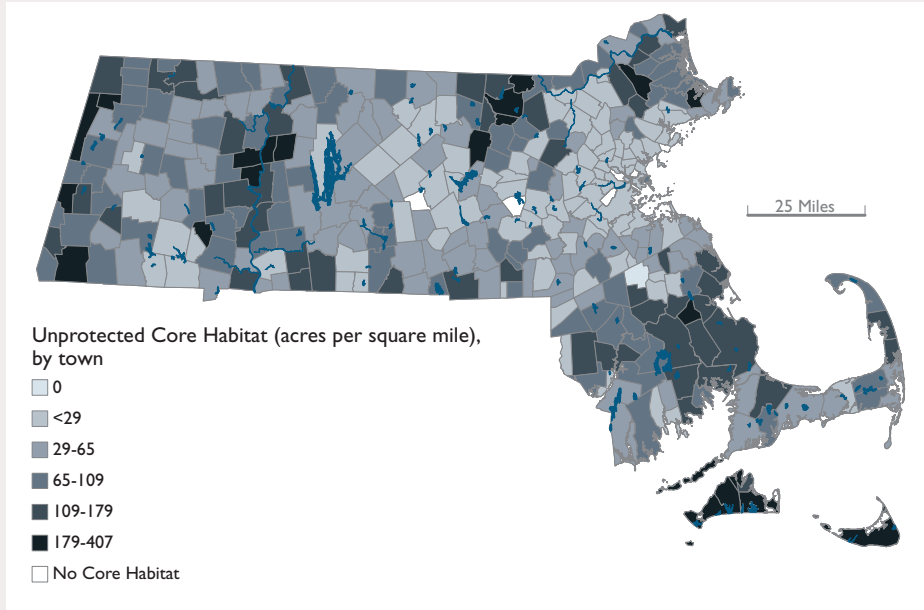 25 Miles
Unprotected Core Habitat (acres per square mile),
by town
0
<29
29-65
65-109
109-179
179-407
No Core Habitat